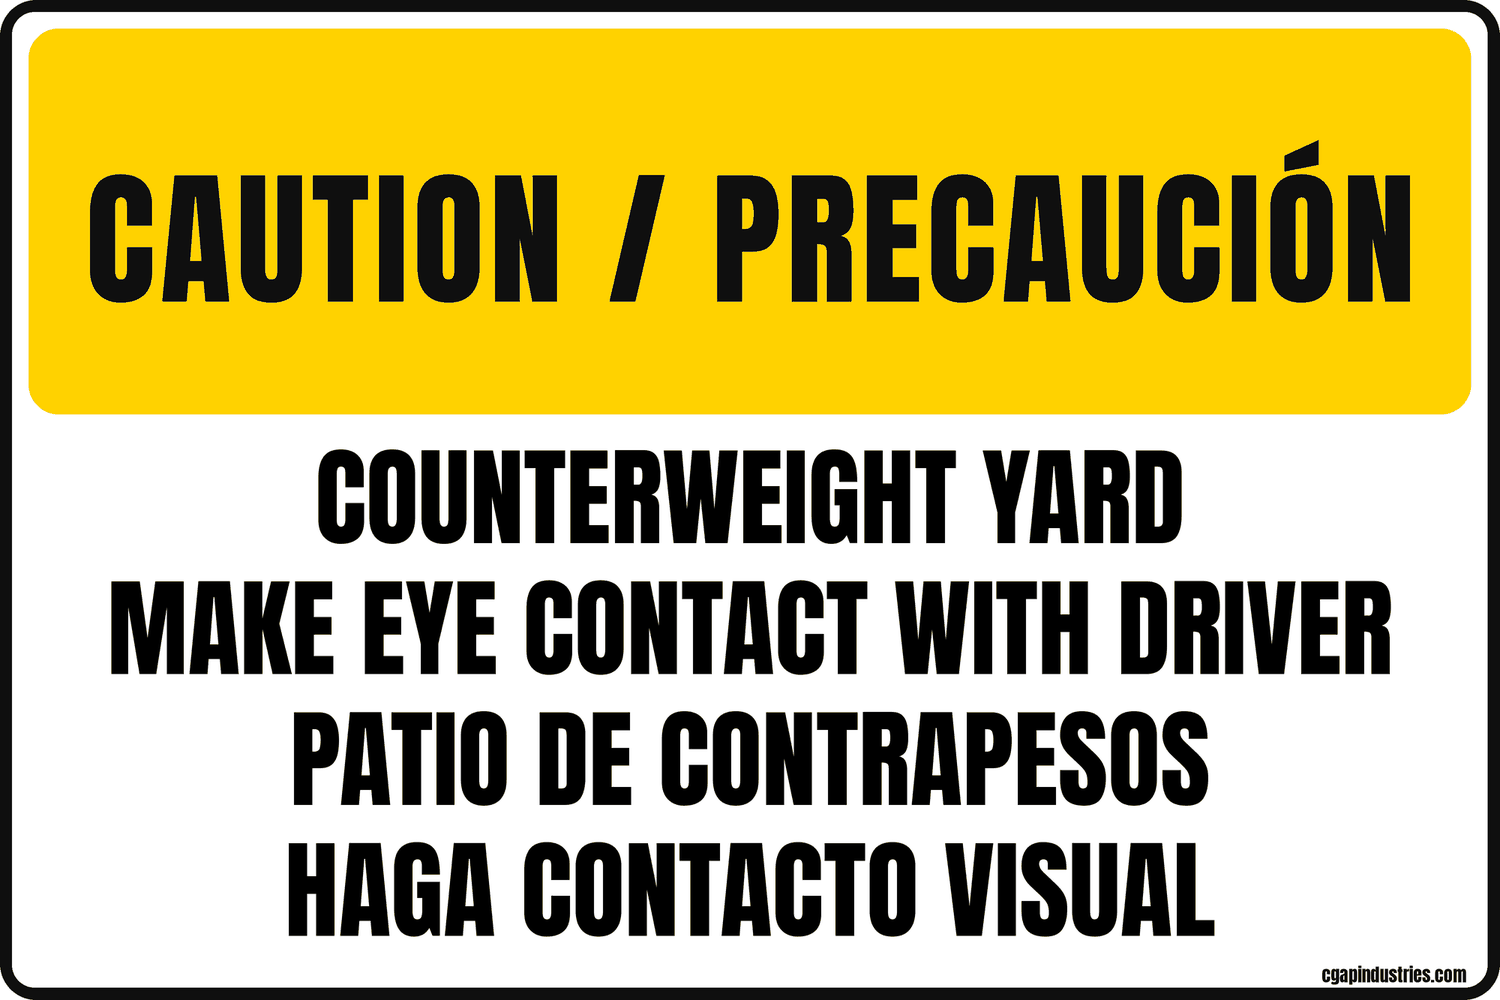 CAUTION / PRECAUCIÓN
COUNTERWEIGHT YARD
MAKE EYE CONTACT WITH DRIVER
PATIO DE CONTRAPESOS
HAGA CONTACTO VISUAL
cgapindustries.com